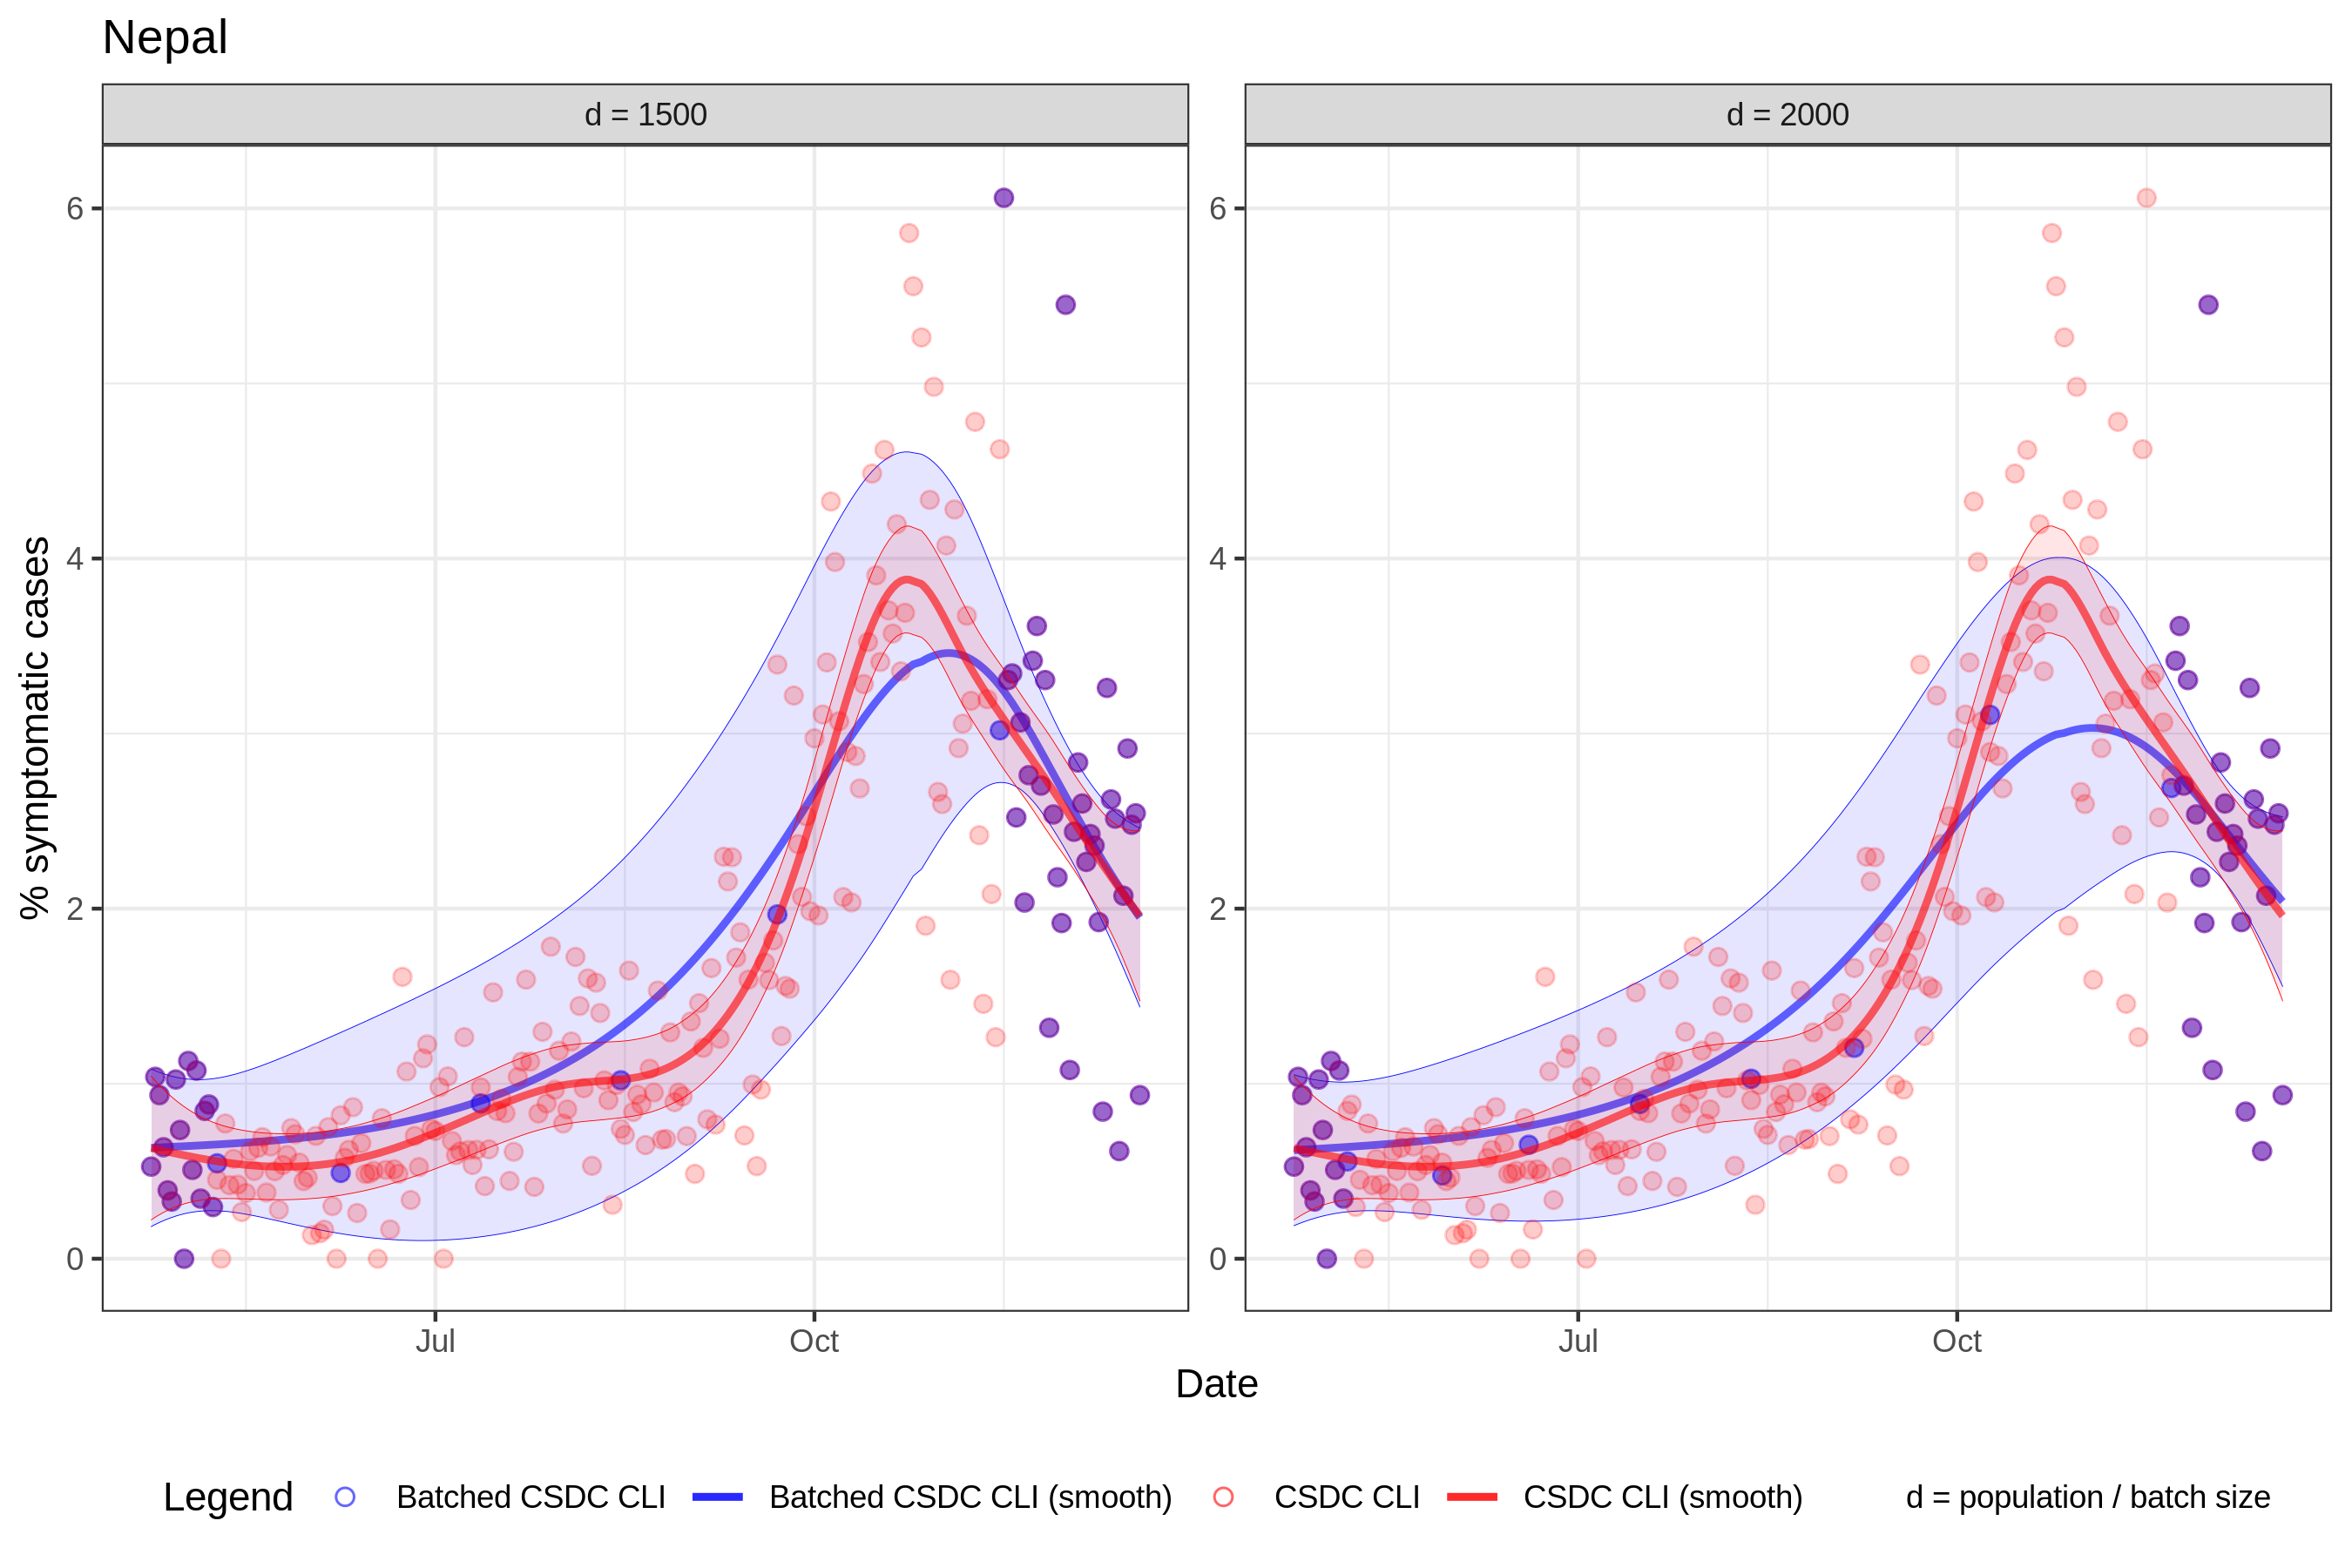 Nepal
d = 1500
d = 2000
% symptomatic cases
6
4
2
0
6
4
2
0
Jul
Oct
Jul
Oct
Date
Legend Batched CSDC CLI Batched CSDC CLI (smooth) CSDC CLI CSDC CLI (smooth) d = population / batch size